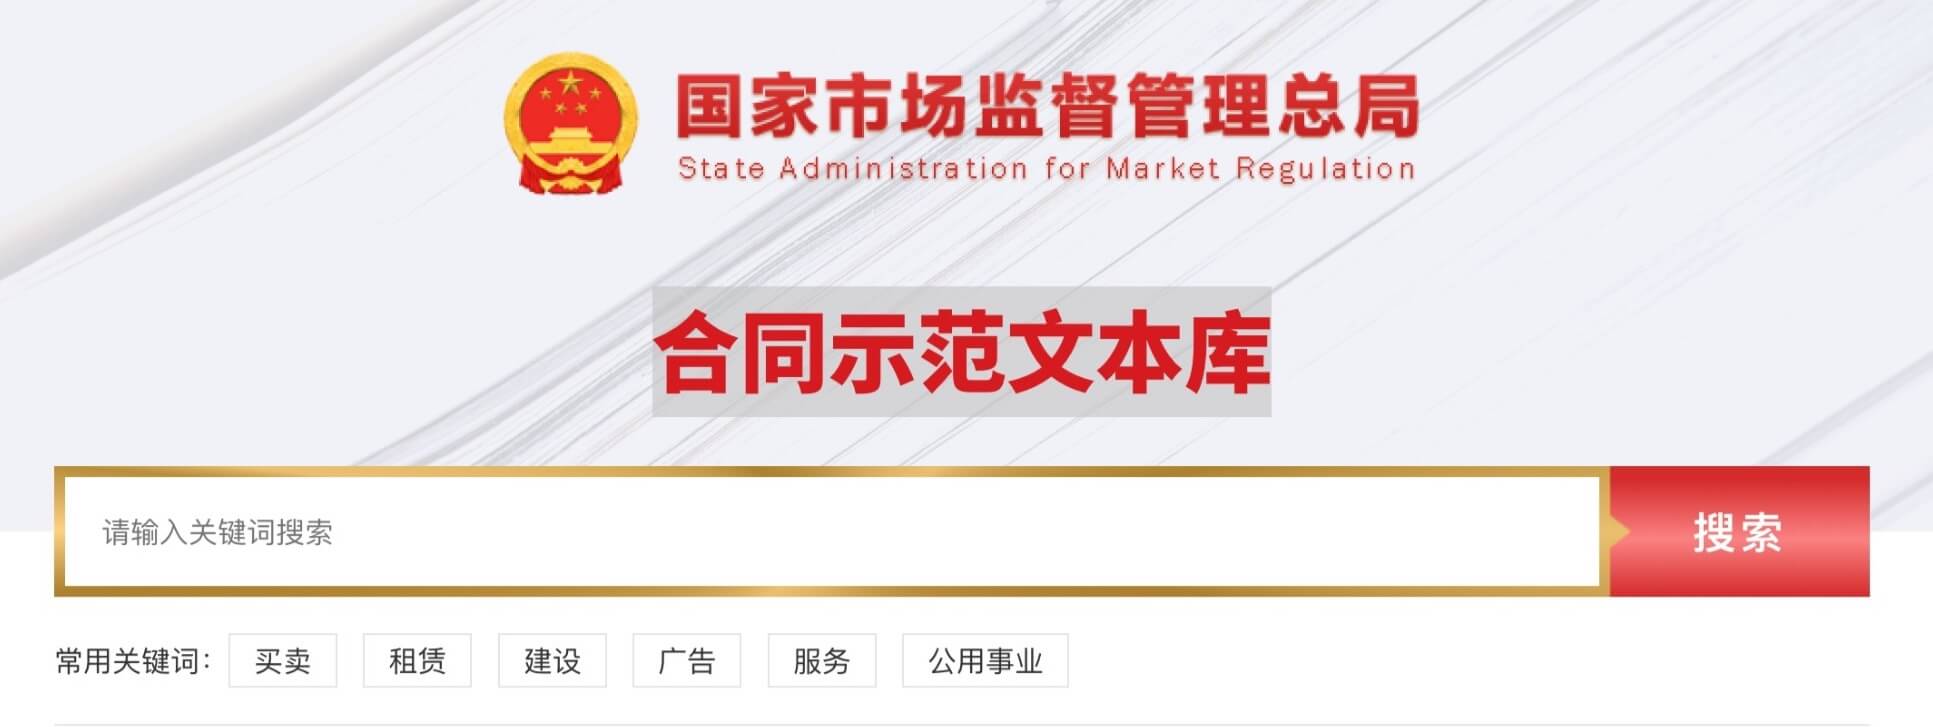 国家市场监督管理总局
State Administration for Market Regulation
合同示范文本库
请输入关键词搜索
搜索
常用关键词： 买卖 租赁 建设 广告 服务 公用事业